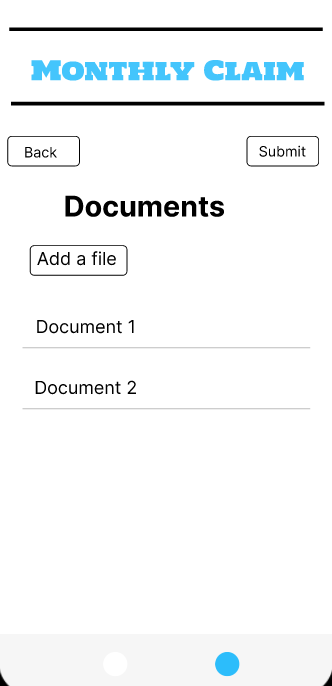 Monthly Claim
Back
Submit
Documents
Add a file
Document 1
Document 2